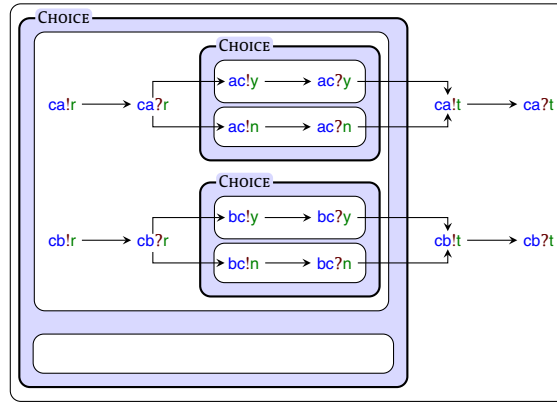 CHOICE
CHOICE
ac!y ac?y
ca!r ca?r ca!t ca?t
ac!n ac?n
CHOICE
bc!y bc?y
cb!r cb?r cb!t cb?t
bc!n bc?n